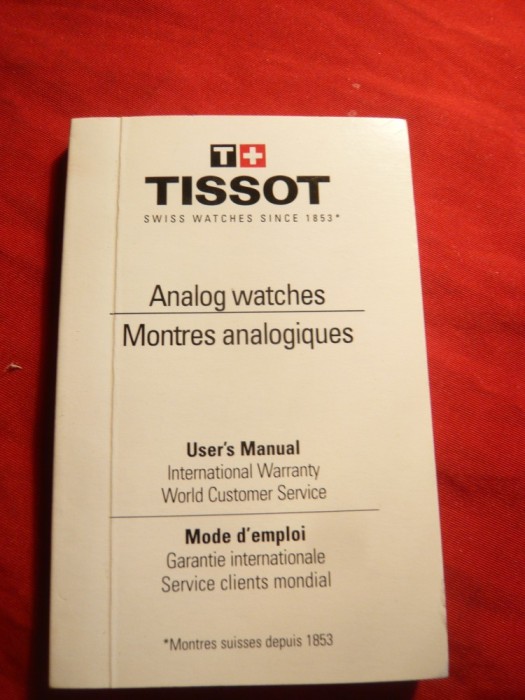 T+
TISSOT
SWISS WATCHES SINCE 1853*
Analog watches
Montres analogiques
User's Manual
International Warranty
World Customer Service
Mode d'emploi
Garantie internationale
Service clients mondial
*Montres suisses depuis 1853